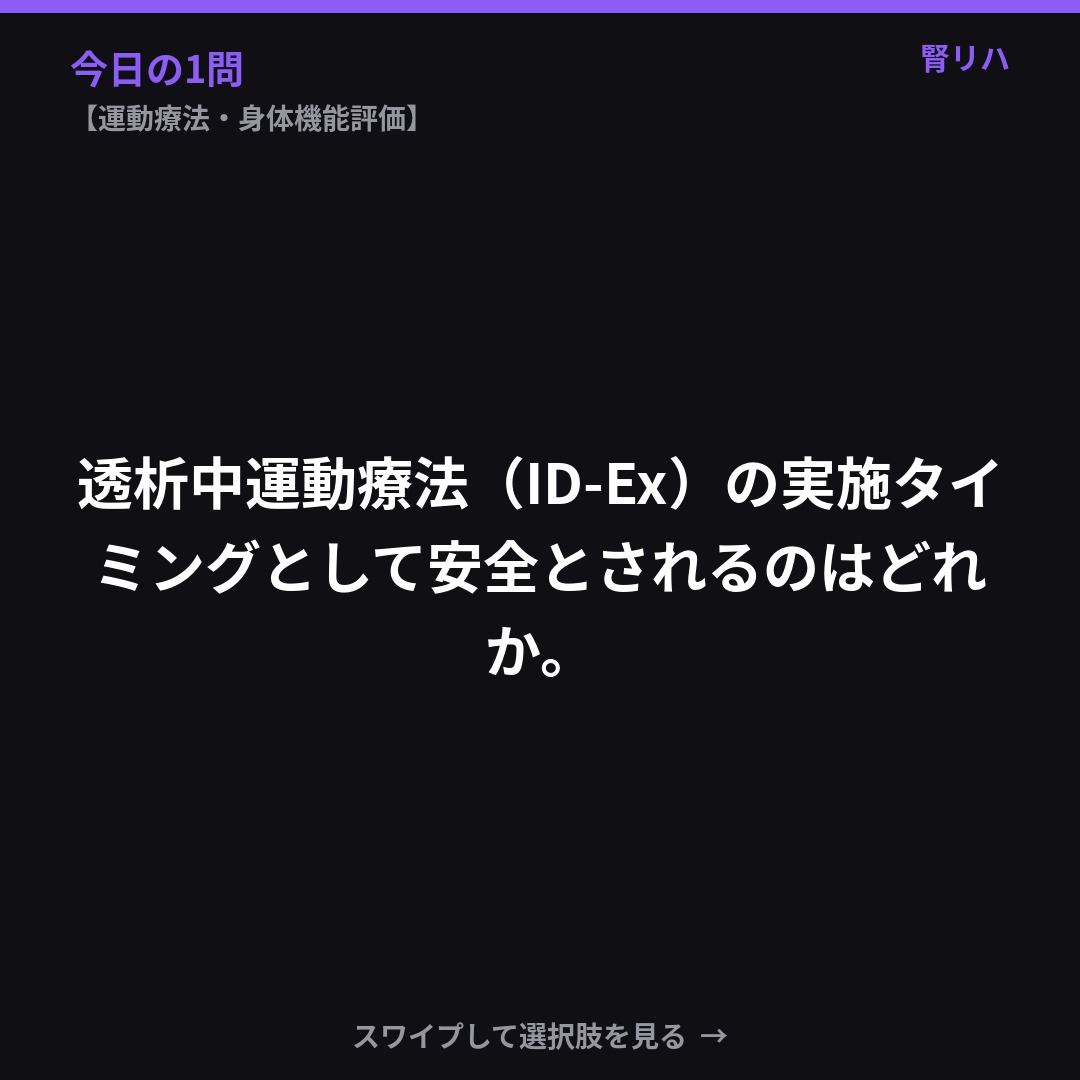 今日の1問
腎リハ
【運動療法・身体機能評価】
透析中運動療法（ID-Ex）の実施タイ
ミングとして安全とされるのはどれ
か。
スワイプして選択肢を見る →